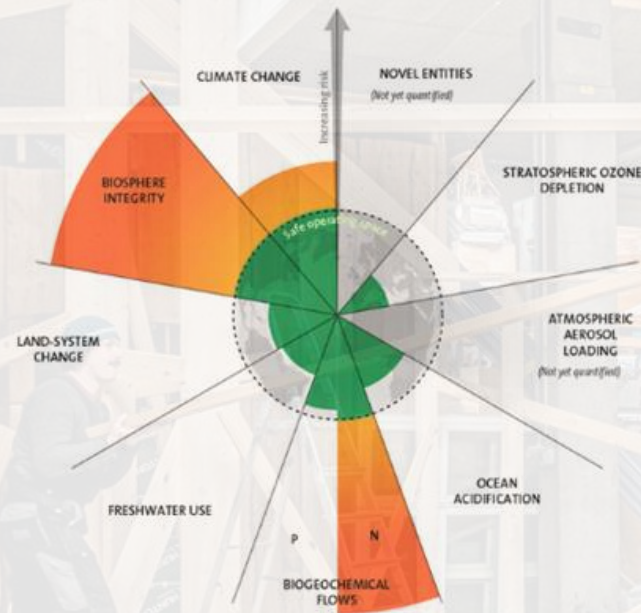 CLIMATE CHANGE
Increasing risk
NOVEL ENTITIES
(Not yet quantified)
STRATOSPHERIC OZONE
DEPLETION
BIOSPHERE
INTEGRITY
Safe operating space
ATMOSPHERIC
AEROSOL
LOADING
(Not yet quantified)
LAND-SYSTEM
CHANGE
OCEAN
ACIDIFICATION
FRESHWATER USE
P
N
BIOGEOCHEMICAL
FLOWS